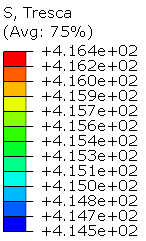 S, Tresca
(Avg: 75%)
+4.164e+02
+4.162e+02
+4.160e+02
+4.159e+02
+4.157e+02
+4.156e+02
+4.154e+02
+4.153e+02
+4.151e+02
+4.150e+02
+4.148e+02
+4.147e+02
+4.145e+02